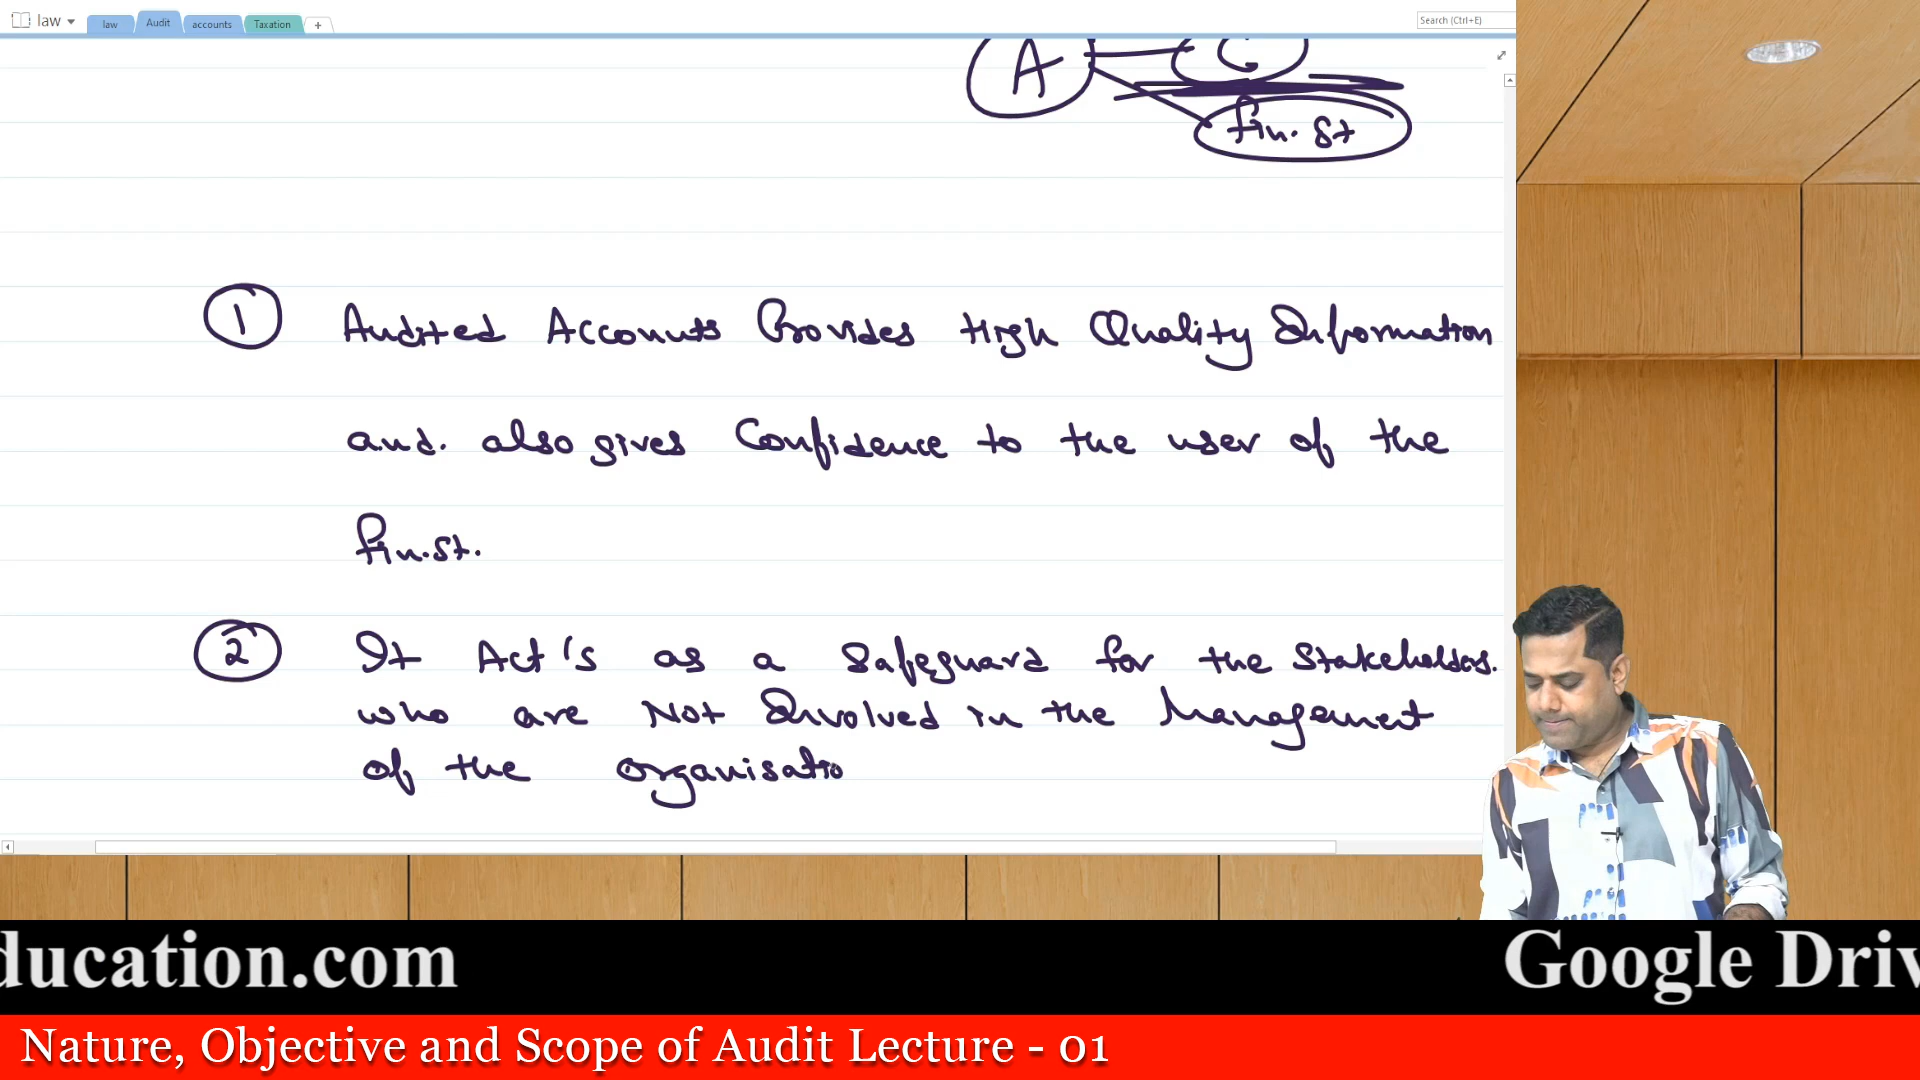 law law Audit accounts Taxation + Search (Ctrl+E)
A C
fin. St
1 Audited Accounts Provides High Quality Information
and. also gives Confidence to the user of the
fin.st.
2 It Act's as a Safeguard for the Stakeholders.
who are Not Involved in the Management
of the organisatio
ducation.com Google Driv
Nature, Objective and Scope of Audit Lecture - 01